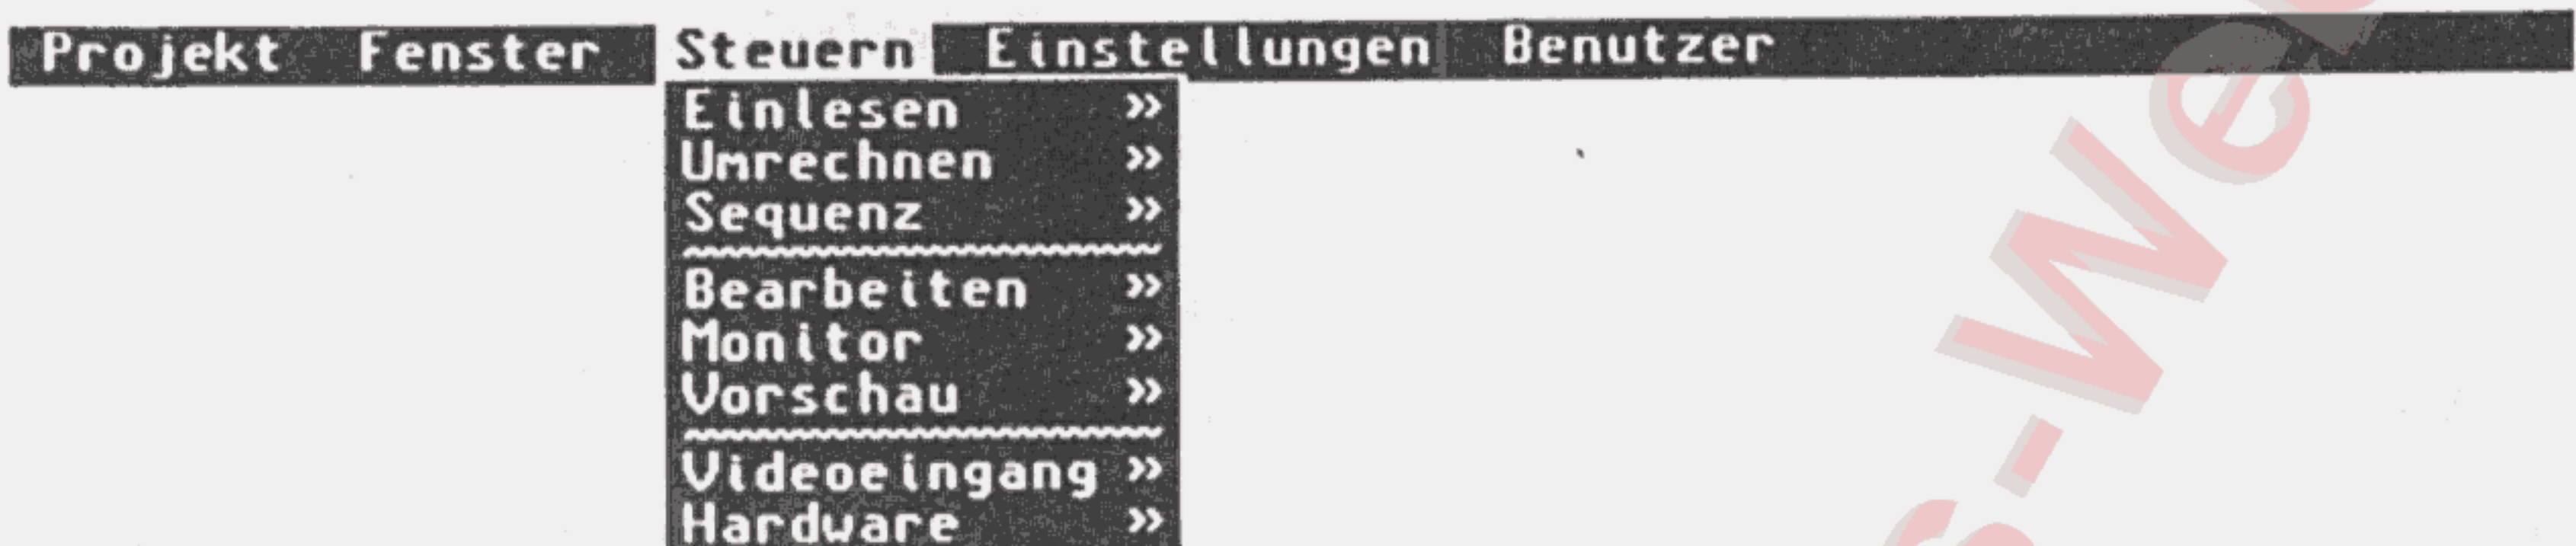 Projekt Fenster Steuern Einstellungen Benutzer
Einlesen »
Umrechnen »
Sequenz »
Bearbeiten »
Monitor »
Vorschau »
Videoeingang »
Hardware »